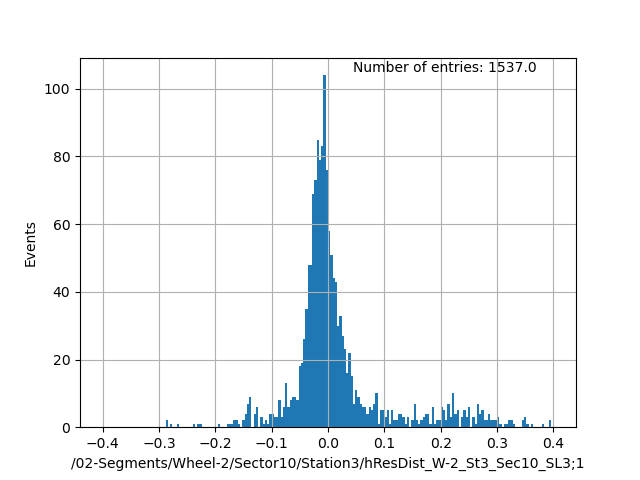 Number of entries: 1537.0
100
80
60
40
20
0
Events
−0.4 −0.3 −0.2 −0.1 0.0 0.1 0.2 0.3 0.4
/02-Segments/Wheel-2/Sector10/Station3/hResDist_W-2_St3_Sec10_SL3;1